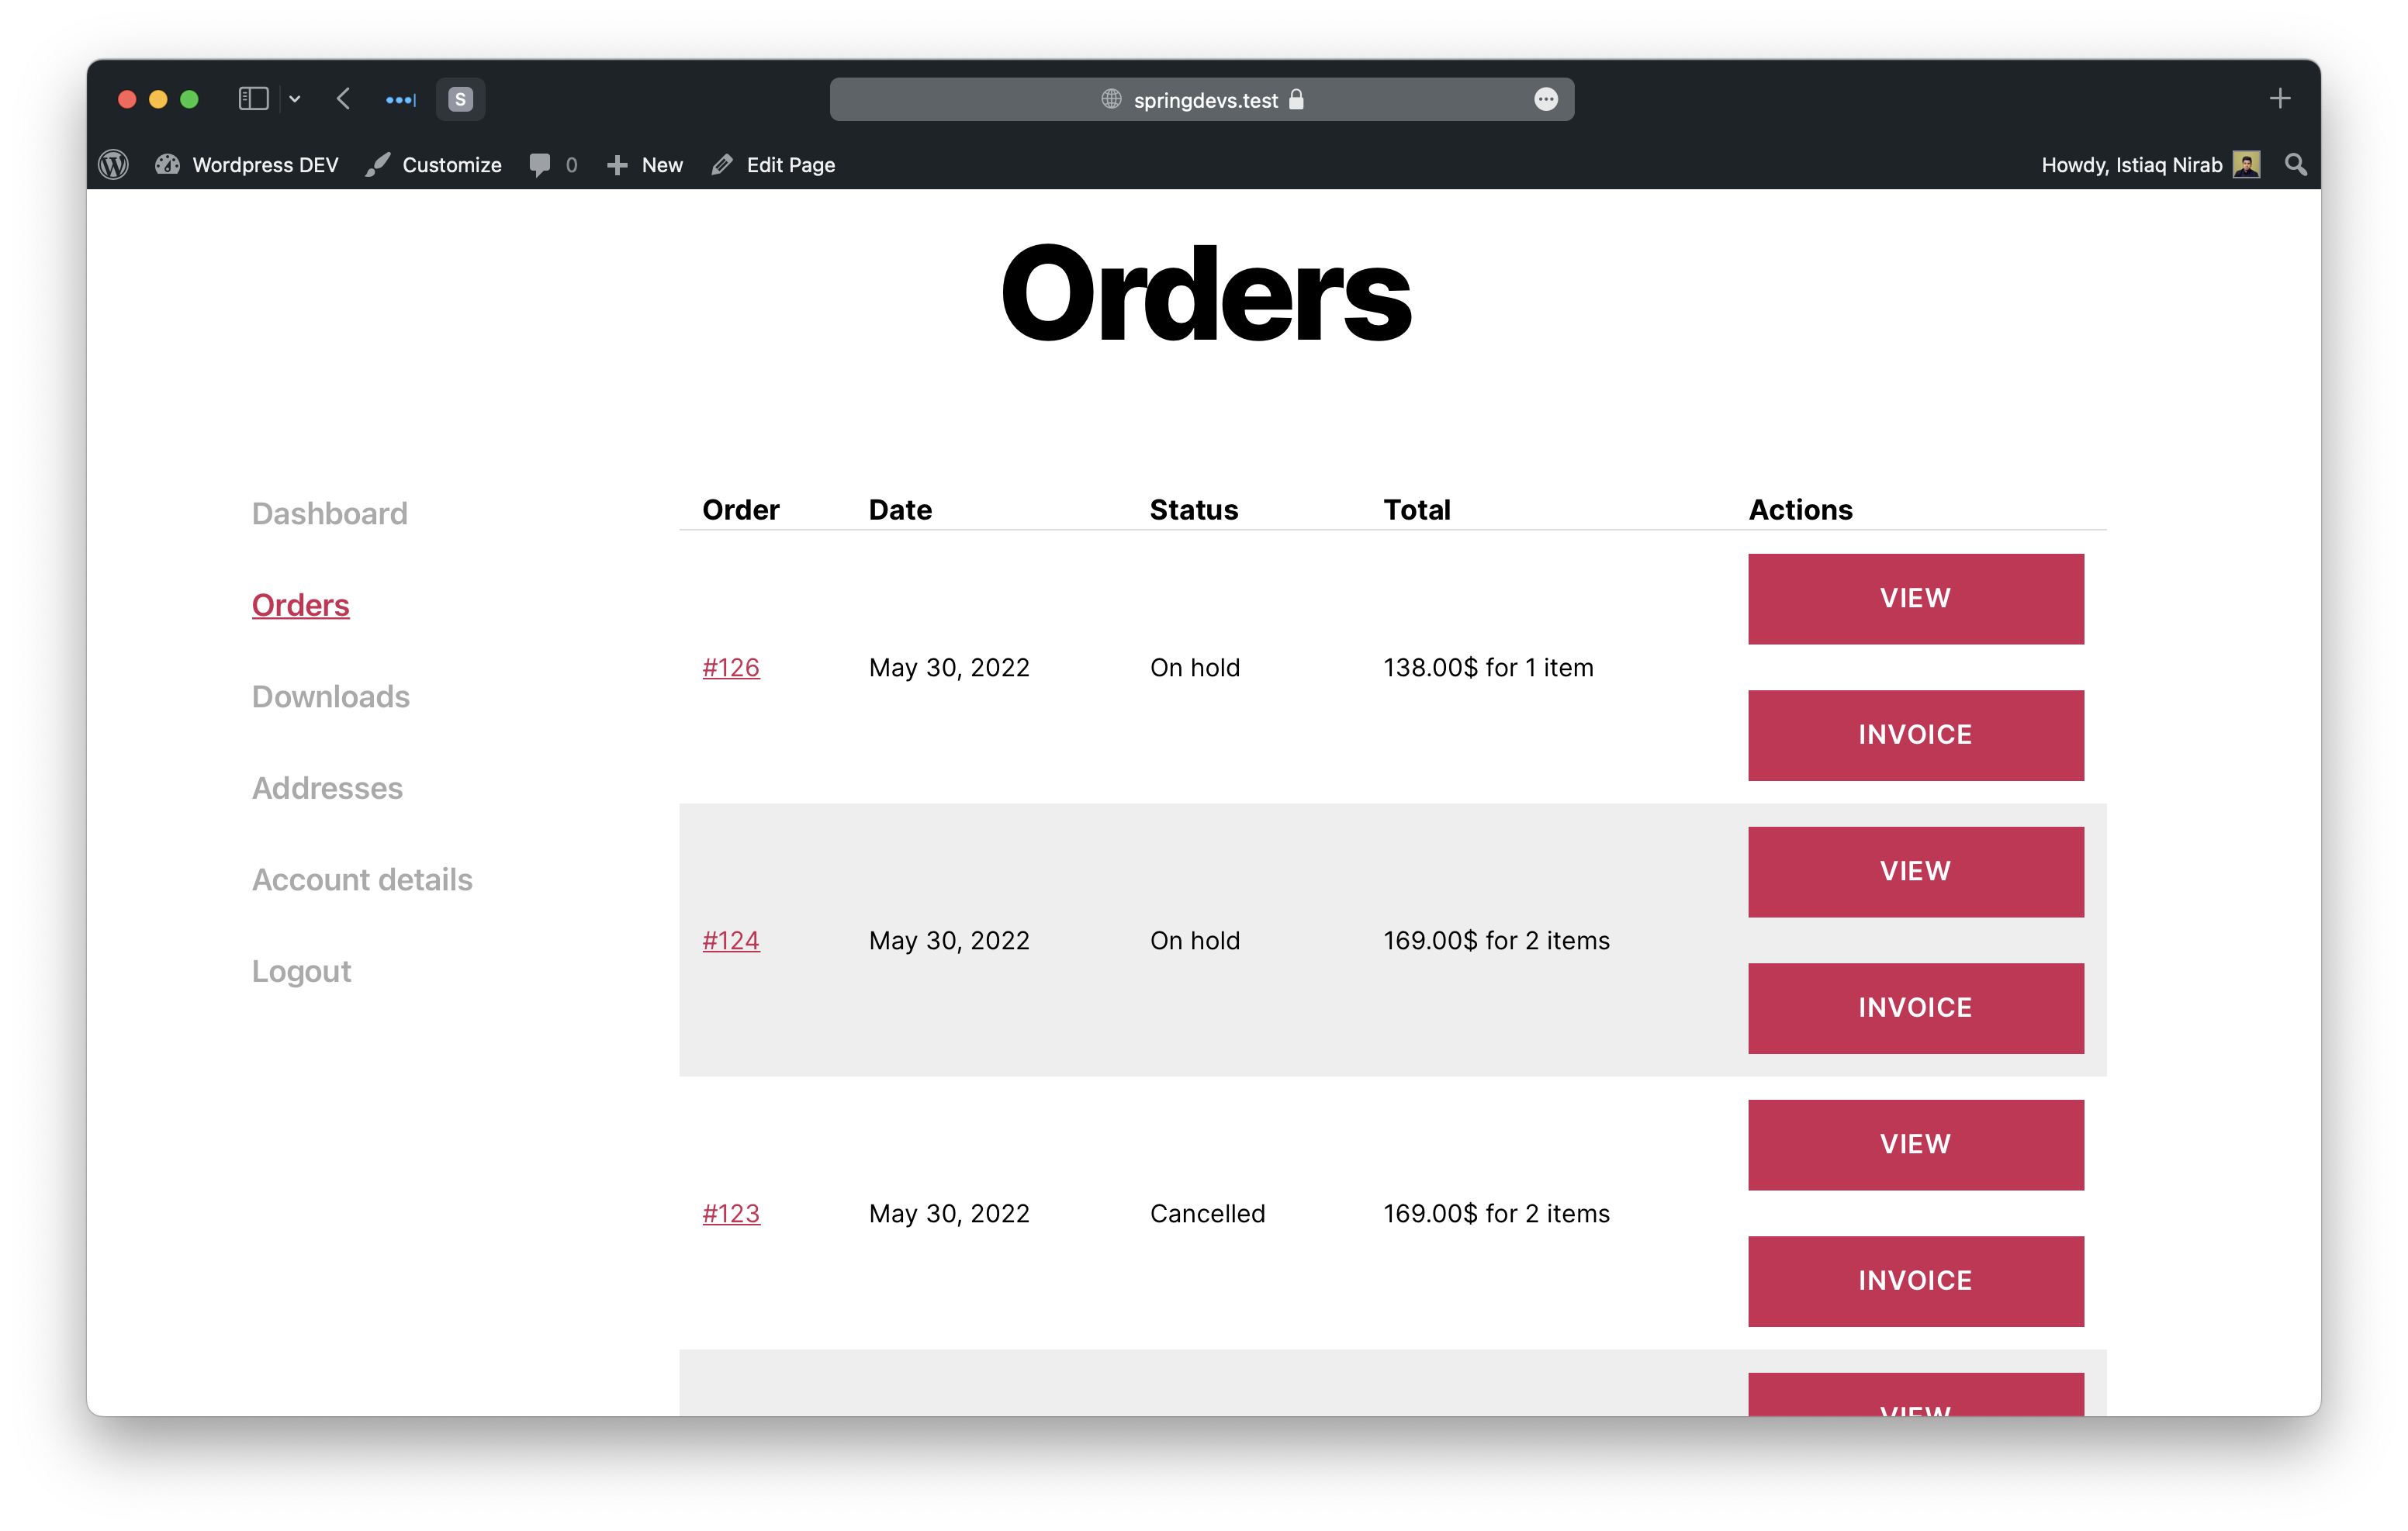 S
springdevs.test
Wordpress DEV Customize 0 New Edit Page Howdy, Istiaq Nirab
Orders
Dashboard
Orders
Downloads
Addresses
Account details
Logout
Order Date Status Total Actions
#126 May 30, 2022 On hold 138.00$ for 1 item
VIEW
INVOICE
#124 May 30, 2022 On hold 169.00$ for 2 items
VIEW
INVOICE
#123 May 30, 2022 Cancelled 169.00$ for 2 items
VIEW
INVOICE
VIEW